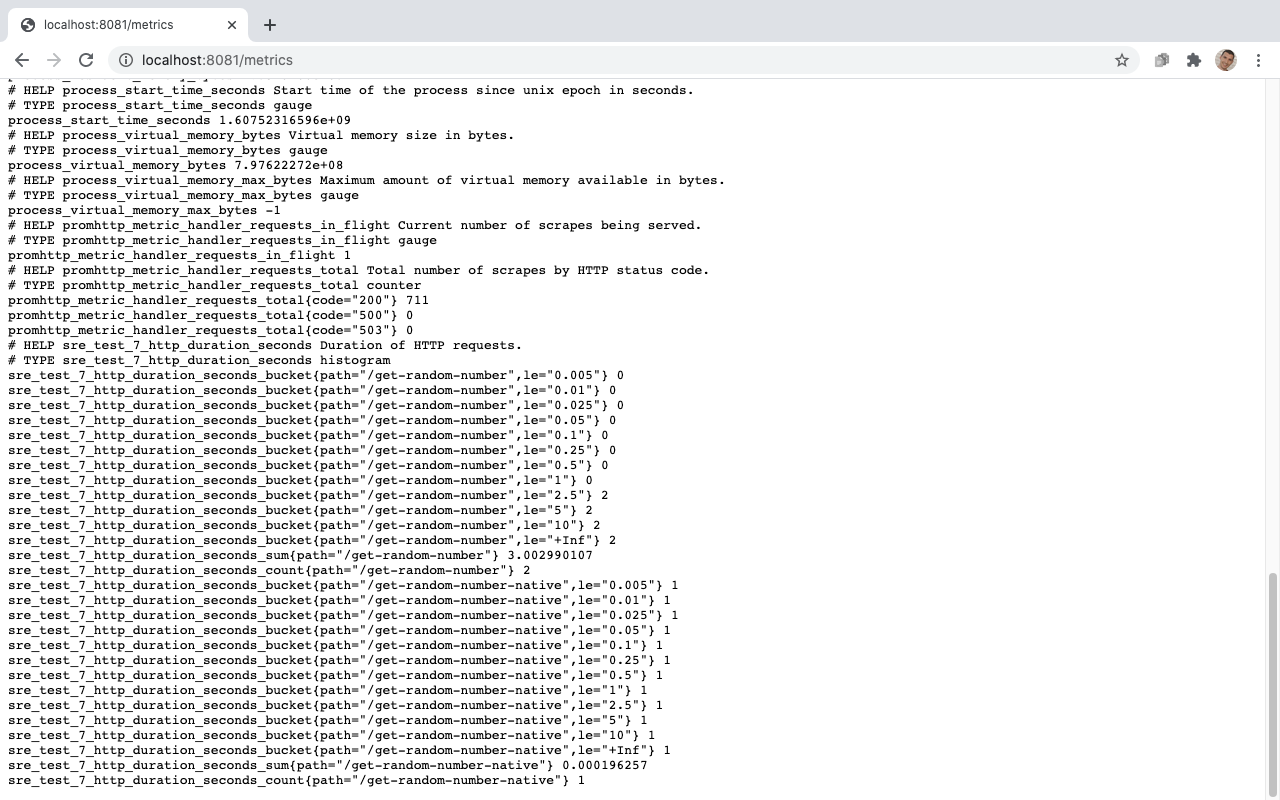 localhost:8081/metrics
localhost:8081/metrics
# HELP process_start_time_seconds Start time of the process since unix epoch in seconds.
# TYPE process_start_time_seconds gauge
process_start_time_seconds 1.60752316596e+09
# HELP process_virtual_memory_bytes Virtual memory size in bytes.
# TYPE process_virtual_memory_bytes gauge
process_virtual_memory_bytes 7.97622272e+08
# HELP process_virtual_memory_max_bytes Maximum amount of virtual memory available in bytes.
# TYPE process_virtual_memory_max_bytes gauge
process_virtual_memory_max_bytes -1
# HELP promhttp_metric_handler_requests_in_flight Current number of scrapes being served.
# TYPE promhttp_metric_handler_requests_in_flight gauge
promhttp_metric_handler_requests_in_flight 1
# HELP promhttp_metric_handler_requests_total Total number of scrapes by HTTP status code.
# TYPE promhttp_metric_handler_requests_total counter
promhttp_metric_handler_requests_total{code="200"} 711
promhttp_metric_handler_requests_total{code="500"} 0
promhttp_metric_handler_requests_total{code="503"} 0
# HELP sre_test_7_http_duration_seconds Duration of HTTP requests.
# TYPE sre_test_7_http_duration_seconds histogram
sre_test_7_http_duration_seconds_bucket{path="/get-random-number",le="0.005"} 0
sre_test_7_http_duration_seconds_bucket{path="/get-random-number",le="0.01"} 0
sre_test_7_http_duration_seconds_bucket{path="/get-random-number",le="0.025"} 0
sre_test_7_http_duration_seconds_bucket{path="/get-random-number",le="0.05"} 0
sre_test_7_http_duration_seconds_bucket{path="/get-random-number",le="0.1"} 0
sre_test_7_http_duration_seconds_bucket{path="/get-random-number",le="0.25"} 0
sre_test_7_http_duration_seconds_bucket{path="/get-random-number",le="0.5"} 0
sre_test_7_http_duration_seconds_bucket{path="/get-random-number",le="1"} 0
sre_test_7_http_duration_seconds_bucket{path="/get-random-number",le="2.5"} 2
sre_test_7_http_duration_seconds_bucket{path="/get-random-number",le="5"} 2
sre_test_7_http_duration_seconds_bucket{path="/get-random-number",le="10"} 2
sre_test_7_http_duration_seconds_bucket{path="/get-random-number",le="+Inf"} 2
sre_test_7_http_duration_seconds_sum{path="/get-random-number"} 3.002990107
sre_test_7_http_duration_seconds_count{path="/get-random-number"} 2
sre_test_7_http_duration_seconds_bucket{path="/get-random-number-native",le="0.005"} 1
sre_test_7_http_duration_seconds_bucket{path="/get-random-number-native",le="0.01"} 1
sre_test_7_http_duration_seconds_bucket{path="/get-random-number-native",le="0.025"} 1
sre_test_7_http_duration_seconds_bucket{path="/get-random-number-native",le="0.05"} 1
sre_test_7_http_duration_seconds_bucket{path="/get-random-number-native",le="0.1"} 1
sre_test_7_http_duration_seconds_bucket{path="/get-random-number-native",le="0.25"} 1
sre_test_7_http_duration_seconds_bucket{path="/get-random-number-native",le="0.5"} 1
sre_test_7_http_duration_seconds_bucket{path="/get-random-number-native",le="1"} 1
sre_test_7_http_duration_seconds_bucket{path="/get-random-number-native",le="2.5"} 1
sre_test_7_http_duration_seconds_bucket{path="/get-random-number-native",le="5"} 1
sre_test_7_http_duration_seconds_bucket{path="/get-random-number-native",le="10"} 1
sre_test_7_http_duration_seconds_bucket{path="/get-random-number-native",le="+Inf"} 1
sre_test_7_http_duration_seconds_sum{path="/get-random-number-native"} 0.000196257
sre_test_7_http_duration_seconds_count{path="/get-random-number-native"} 1